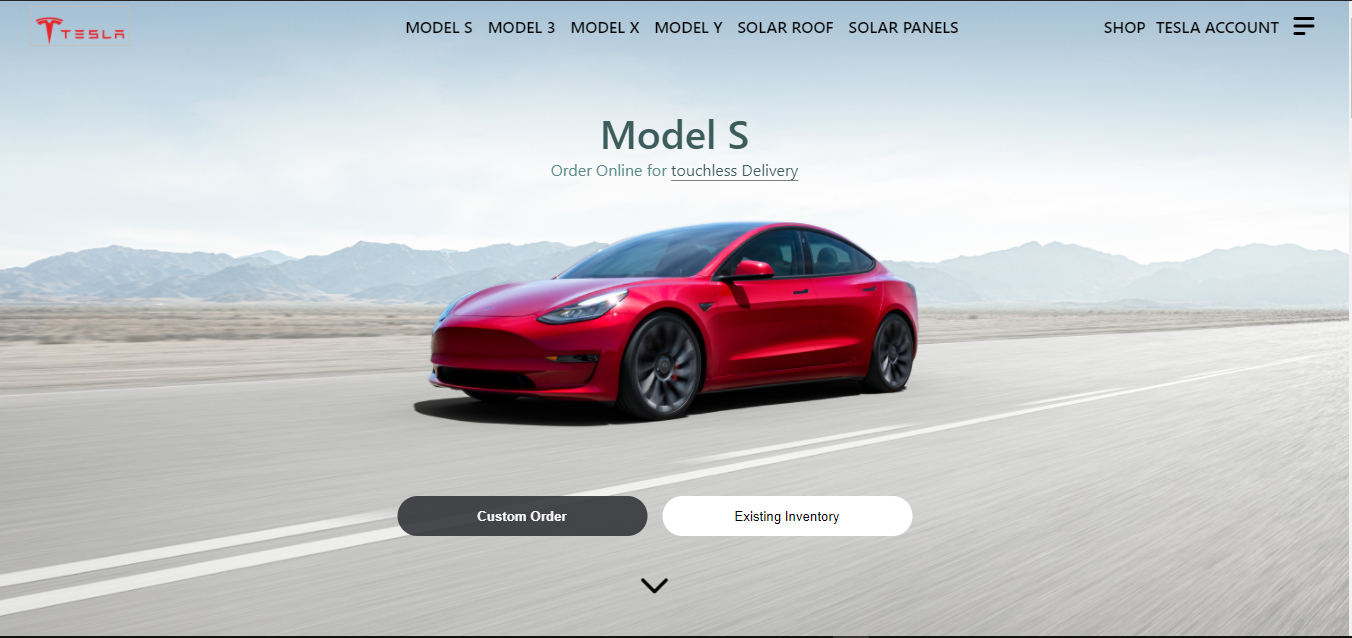 TESLA MODEL S MODEL 3 MODEL X MODEL Y SOLAR ROOF SOLAR PANELS SHOP TESLA ACCOUNT
Model S
Order Online for touchless Delivery
Custom Order Existing Inventory